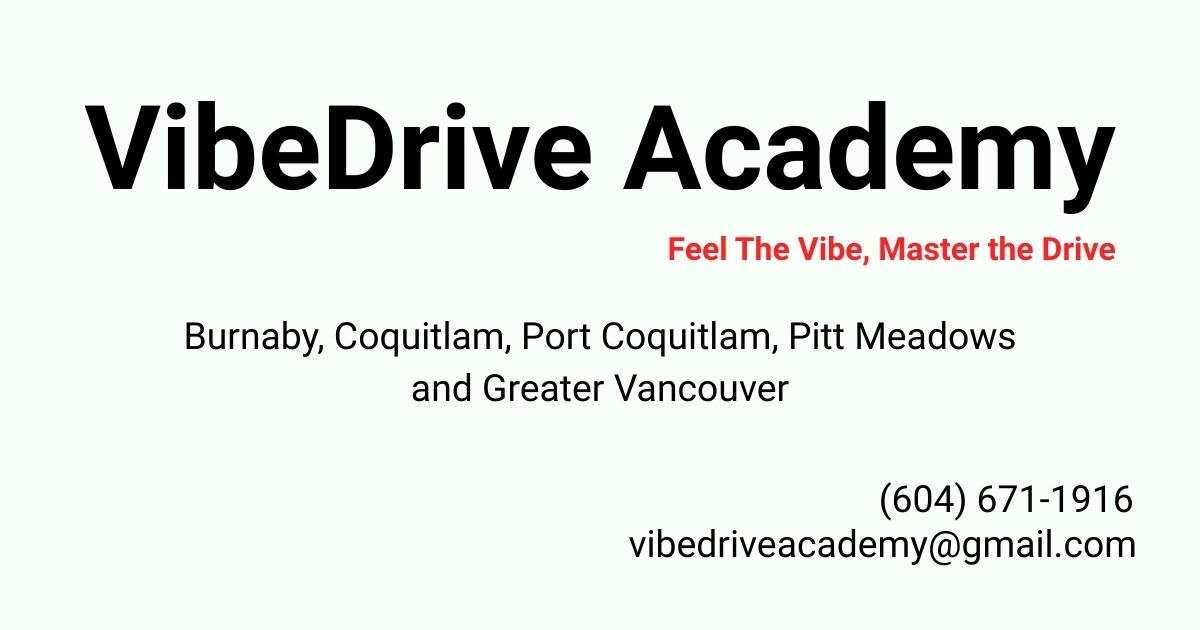 VibeDrive Academy
Feel The Vibe, Master the Drive
Burnaby, Coquitlam, Port Coquitlam, Pitt Meadows
and Greater Vancouver
(604) 671-1916
vibedriveacademy@gmail.com